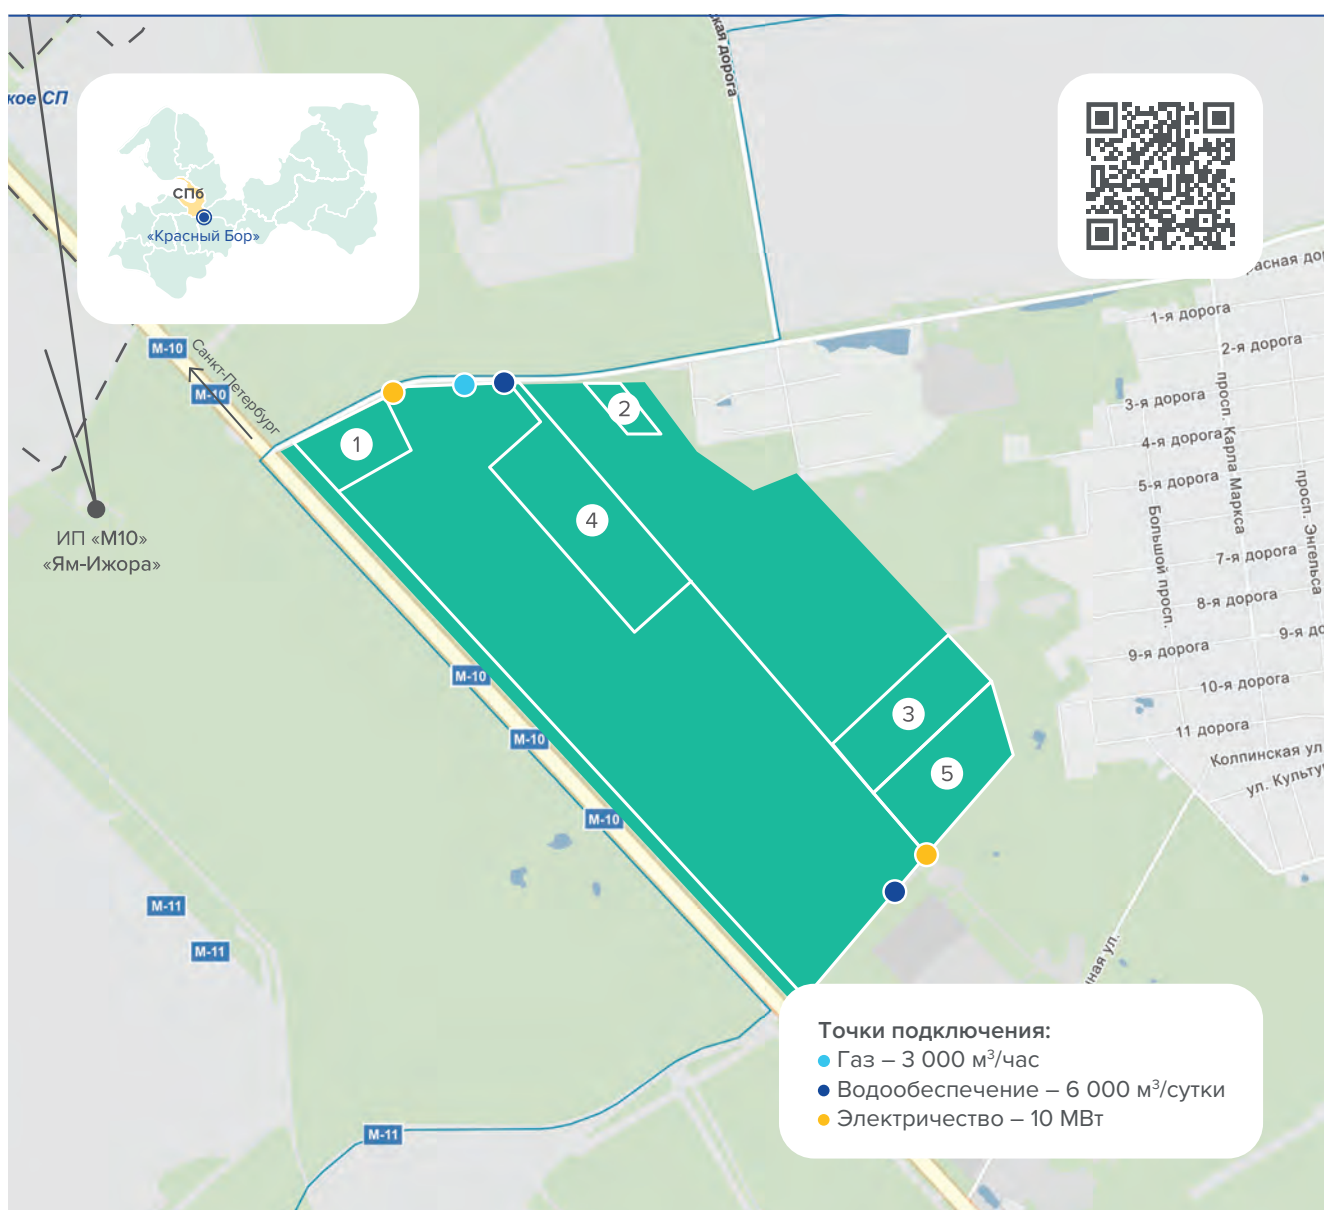 ская дорога
кое СП
СПб
«Красный Бор»
асная дор
1-я дорога
2-я дорога
М-10
Санкт-Петербург
М-10
просп. Карла Маркса
3-я дорога
1
2
4-я дорога
5-я дорога
просп. Энгельса
Большой просп.
4
ИП «М10»
«Ям-Ижора»
7-я дорога
8-я дорога
9-я до
9-я дорога
М-10
10-я дорога
3
11 дорога
М-10
Колпинская ул
5
ул. Культу
М-10
М-11
М-11
ная ул.
Точки подключения:
Газ – 3 000 м³/час
Водообеспечение – 6 000 м³/сутки
Электричество – 10 МВт
М-11